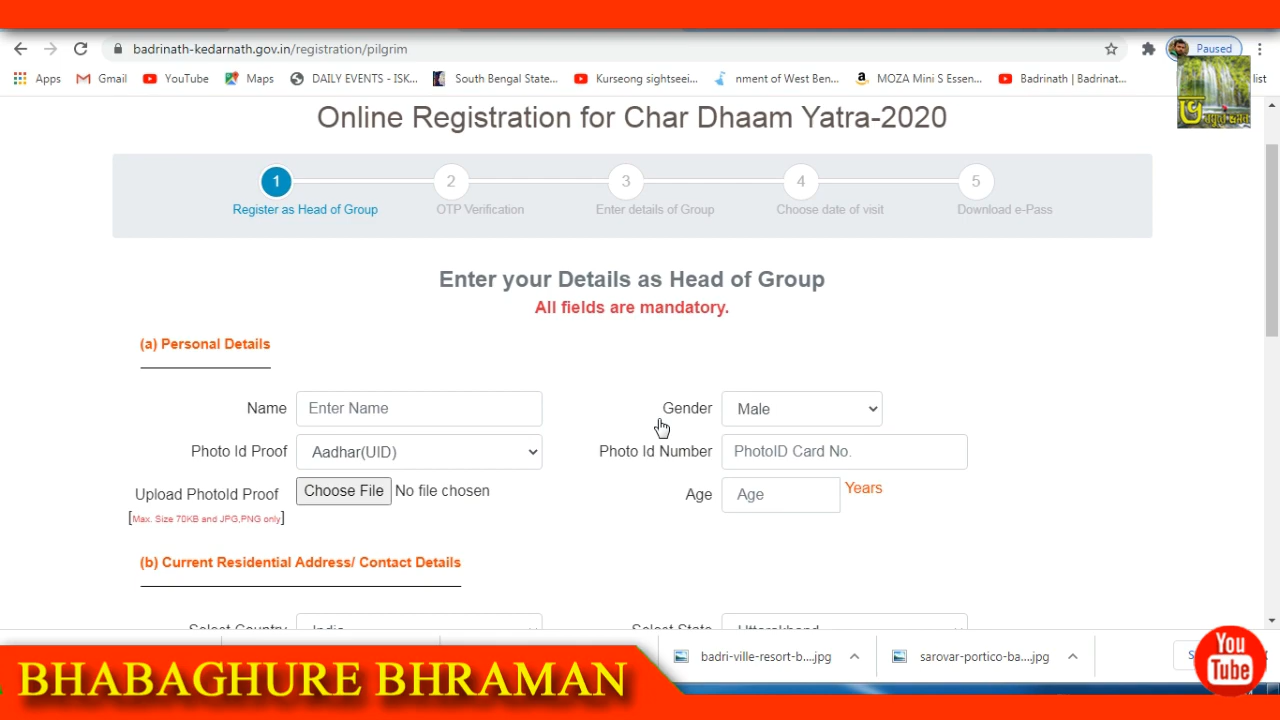 badrinath-kedarnath.gov.in/registration/pilgrim
Paused
Apps
Gmail
YouTube
Maps
DAILY EVENTS - ISK...
South Bengal State...
Kurseong sightseei...
nment of West Ben...
MOZA Mini S Essen...
Badrinath | Badrinat...
list
Online Registration for Char Dhaam Yatra-2020
1
2
3
4
5
Register as Head of Group
OTP Verification
Enter details of Group
Choose date of visit
Download e-Pass
Enter your Details as Head of Group
All fields are mandatory.
(a) Personal Details
Name
Enter Name
Gender
Male
Photo Id Proof
Aadhar(UID)
Photo Id Number
PhotoID Card No.
Upload PhotoId Proof
Choose File No file chosen
Age
Age
Years
[Max. Size 70KB and JPG,PNG only]
(b) Current Residential Address/ Contact Details
Select Country
India
Select State
Uttarakhand
badri-ville-resort-b....jpg
sarovar-portico-ba....jpg
BHABAGHURE BHRAMAN
You
Tube